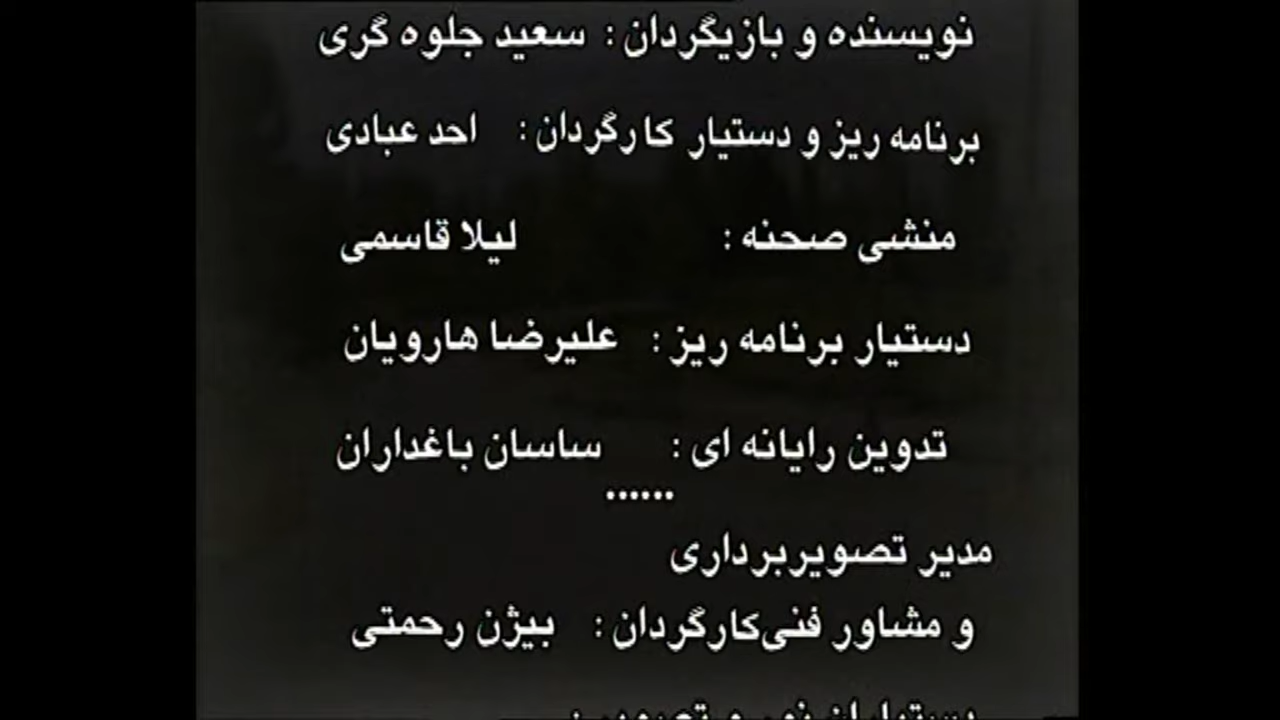 نویسنده و بازیگردان : سعید جلوه گری
برنامه ریز و دستیار کارگردان : احد عبادی
منشی صحنه : لیلا قاسمی
دستیار برنامه ریز : علیرضا هارویان
تدوین رایانه ای : ساسان باغداران
......
مدیر تصویربرداری
و مشاور فنی‌کارگردان : بیژن رحمتی